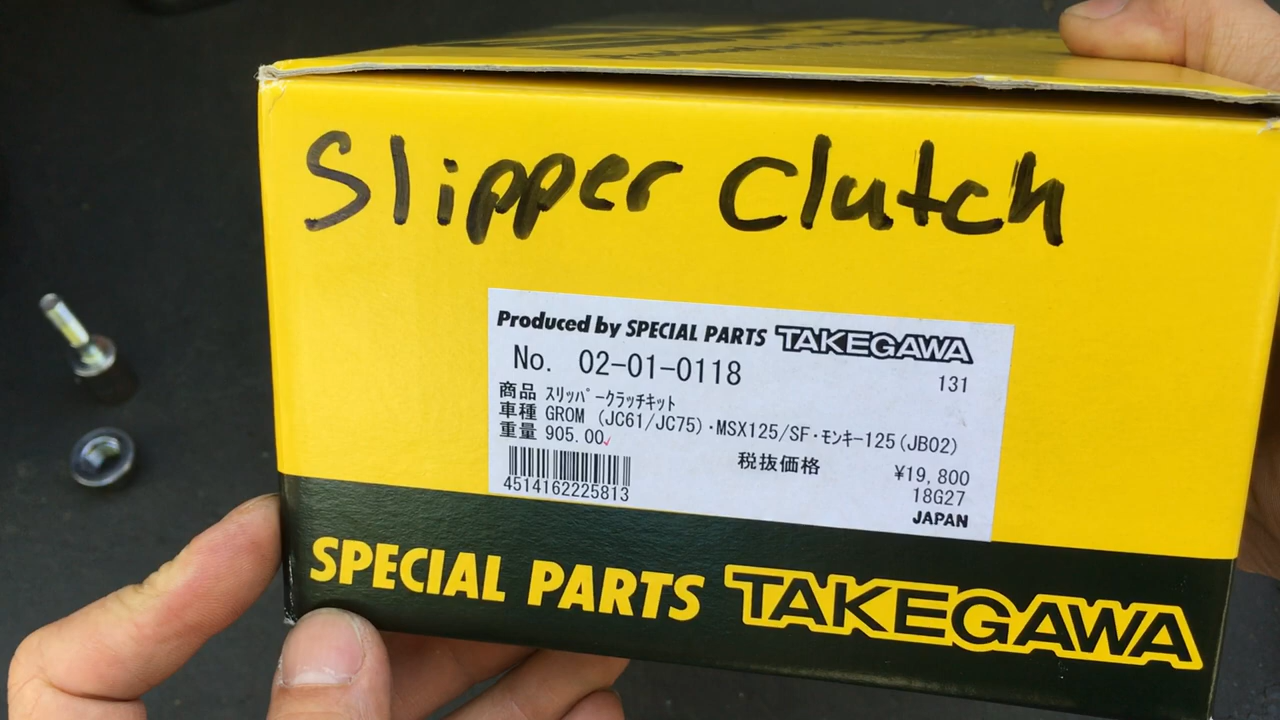 Slipper Clutch
Produced by SPECIAL PARTS TAKEGAWA
No. 02-01-0118
131
商品 スリッパークラッチキット
車種 GROM (JC61/JC75)・MSX125/SF・モンキー125(JB02)
重量 905.00
税抜価格 ¥19,800
4514162225813
18G27
JAPAN
SPECIAL PARTS TAKEGAWA